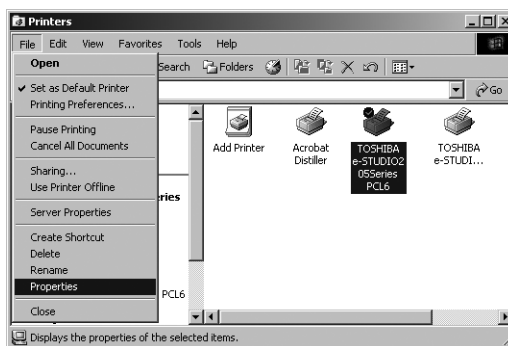 Printers
File Edit View Favorites Tools Help
Open
Search Folders
Set as Default Printer
Printing Preferences...
Go
Pause Printing
Cancel All Documents
Add Printer
Acrobat
Distiller
TOSHIBA
e-STUDIO2
05Series
PCL6
TOSHIBA
e-STUDI...
Sharing...
Use Printer Offline
Server Properties
Create Shortcut
Delete
Rename
Properties
PCL6
Close
Displays the properties of the selected items.